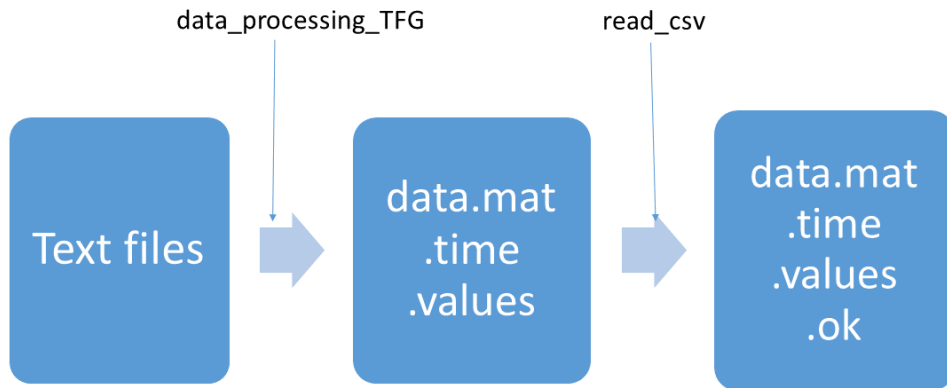 data_processing_TFG
read_csv
Text files
data.mat
.time
.values
data.mat
.time
.values
.ok